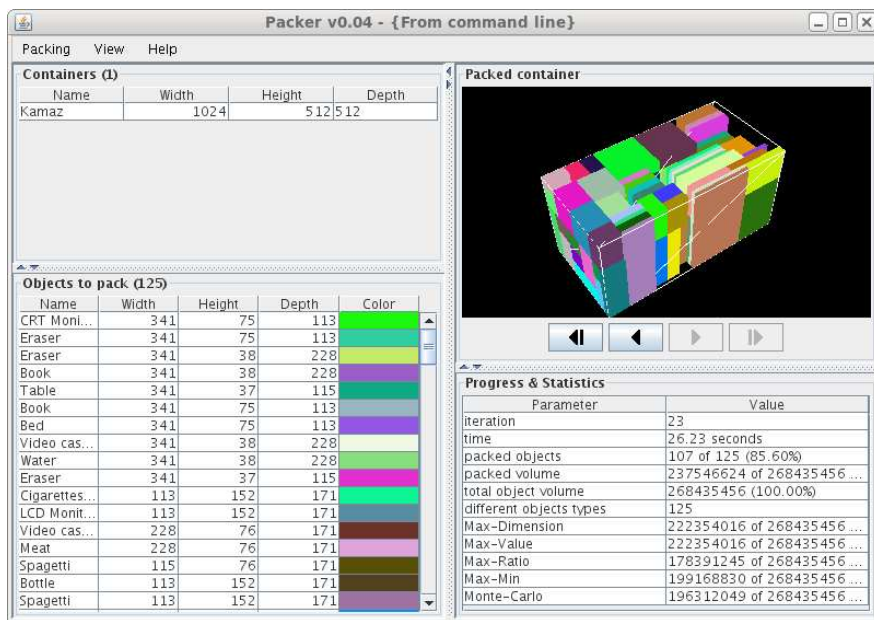 Packer v0.04 - {From command line}
Packing View Help
Containers (1)
Name Width Height Depth
Kamaz 1024 512 512
Objects to pack (125)
Name Width Height Depth Color
CRT Moni... 341 75 113
Eraser 341 75 113
Eraser 341 38 228
Book 341 38 228
Table 341 37 115
Book 341 75 113
Bed 341 75 113
Video cas... 341 38 228
Water 341 38 228
Eraser 341 37 115
Cigarettes... 113 152 171
LCD Monit... 113 152 171
Video cas... 228 76 171
Meat 228 76 171
Spagetti 115 76 171
Bottle 113 152 171
Spagetti 113 152 171
Packed container
Progress & Statistics
Parameter Value
iteration 23
time 26.23 seconds
packed objects 107 of 125 (85.60%)
packed volume 237546624 of 268435456 ...
total object volume 268435456 (100.00%)
different objects types 125
Max-Dimension 222354016 of 268435456 ...
Max-Value 222354016 of 268435456 ...
Max-Ratio 178391245 of 268435456 ...
Max-Min 199168830 of 268435456 ...
Monte-Carlo 196312049 of 268435456 ...